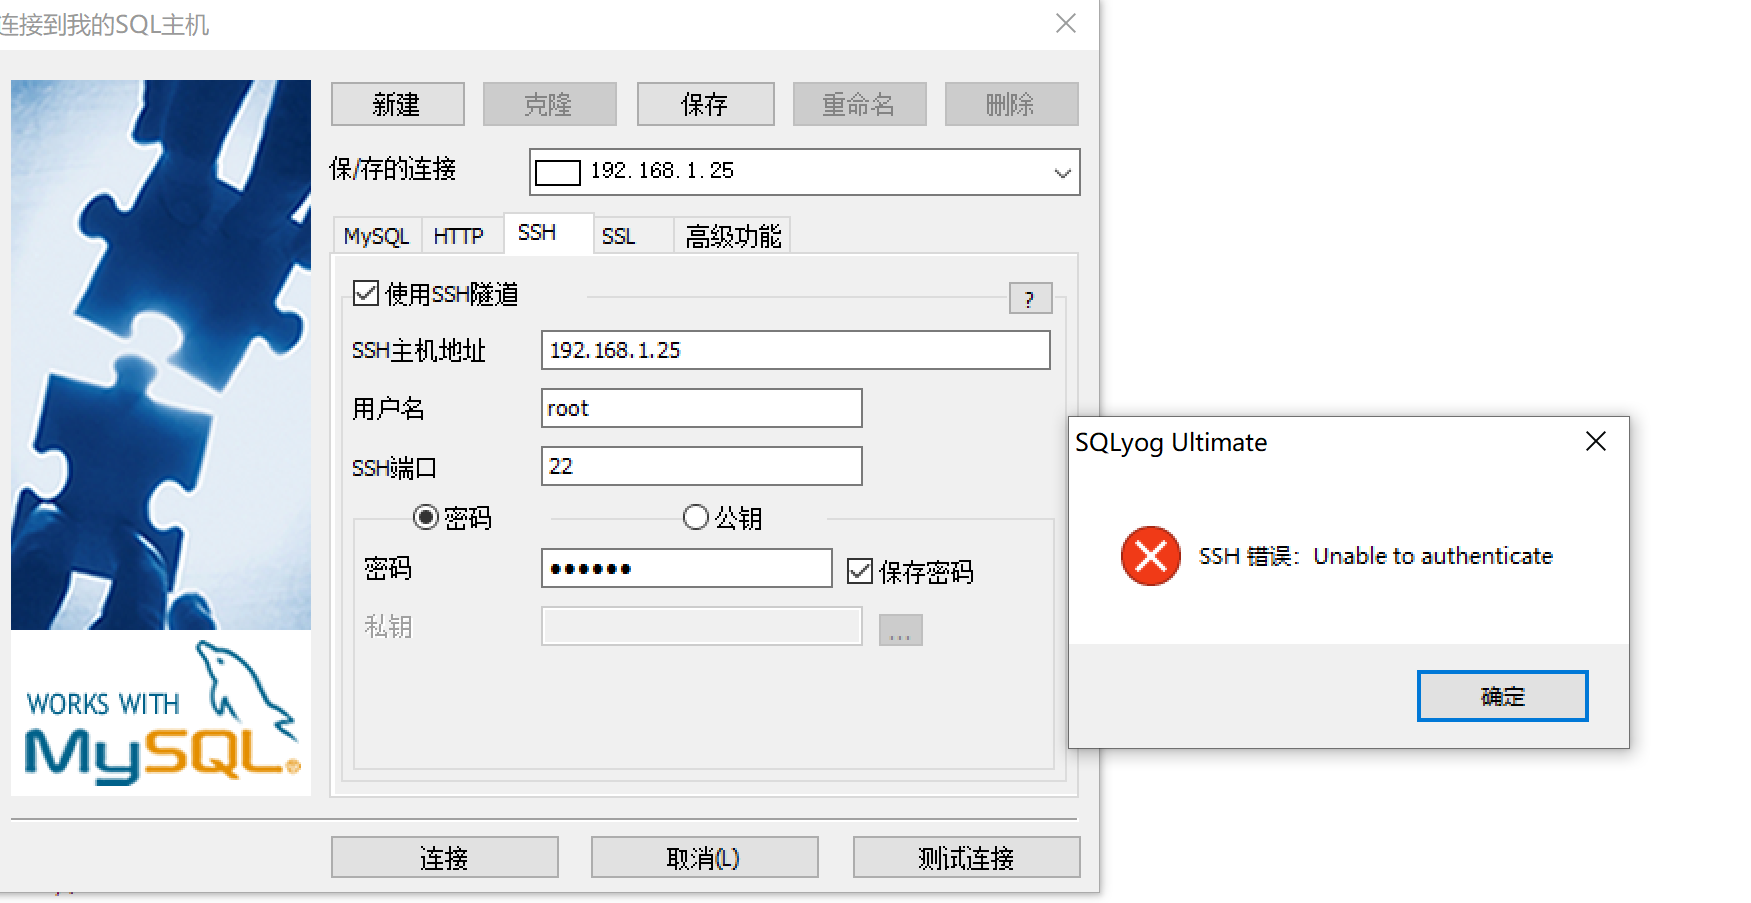 连接到我的SQL主机
新建 克隆 保存 重命名 删除
保/存的连接 192.168.1.25
MySQL HTTP SSH SSL 高级功能
使用SSH隧道 ?
SSH主机地址 192.168.1.25
用户名 root
SSH端口 22
密码 公钥
密码 •••••• 保存密码
私钥 ...
WORKS WITH
MySQL
连接 取消(L) 测试连接
SQLyog Ultimate
SSH 错误：Unable to authenticate
确定